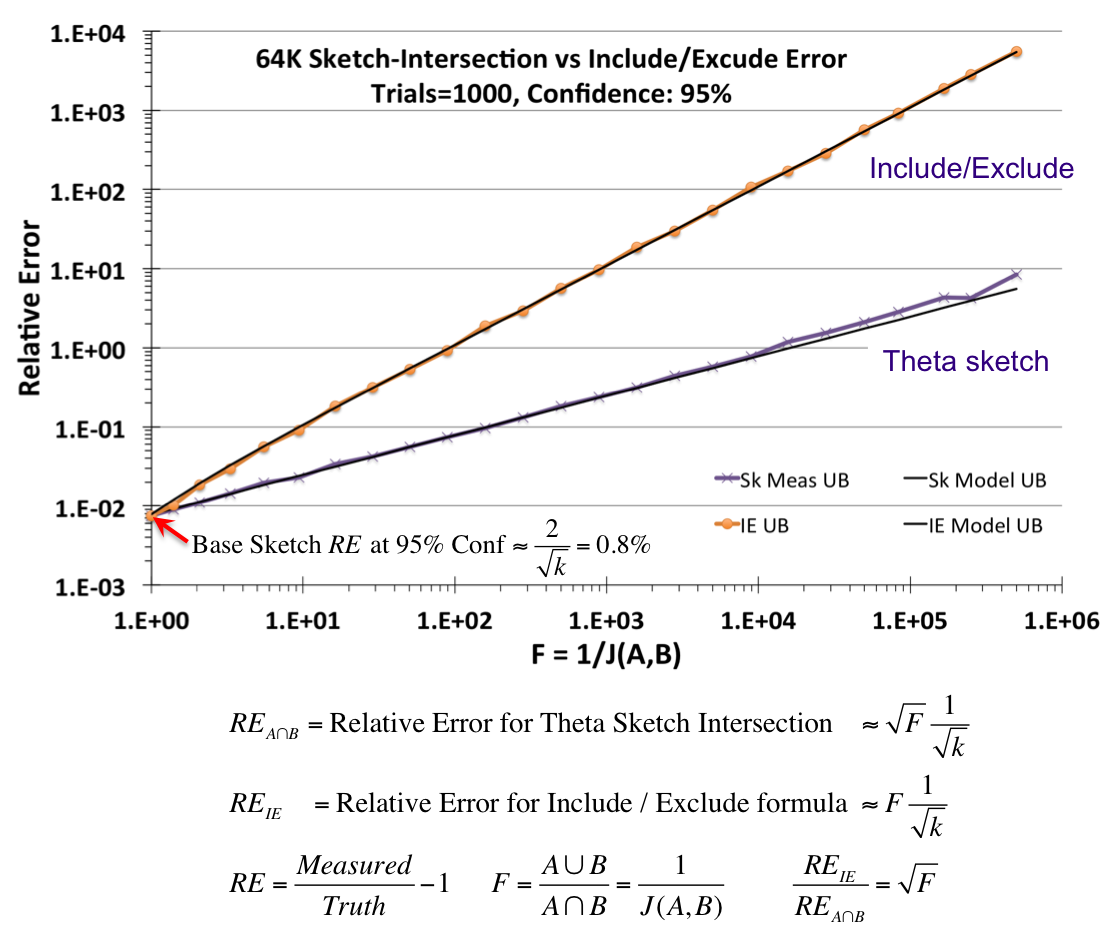 64K Sketch-Intersection vs Include/Excude Error
Trials=1000, Confidence: 95%
Relative Error
1.E+04
1.E+03
1.E+02
1.E+01
1.E+00
1.E-01
1.E-02
1.E-03
Include/Exclude
Theta sketch
Sk Meas UB
Sk Model UB
IE UB
IE Model UB
Base Sketch RE at 95% Conf ≈ 2/√k = 0.8%
1.E+00 1.E+01 1.E+02 1.E+03 1.E+04 1.E+05 1.E+06
F = 1/J(A,B)
RE_{A∩B} = Relative Error for Theta Sketch Intersection ≈ √F 1/√k
RE_{IE} = Relative Error for Include / Exclude formula ≈ F 1/√k
RE = Measured/Truth −1 F = A∪B/A∩B = 1/J(A,B) RE_{IE}/RE_{A∩B} = √F